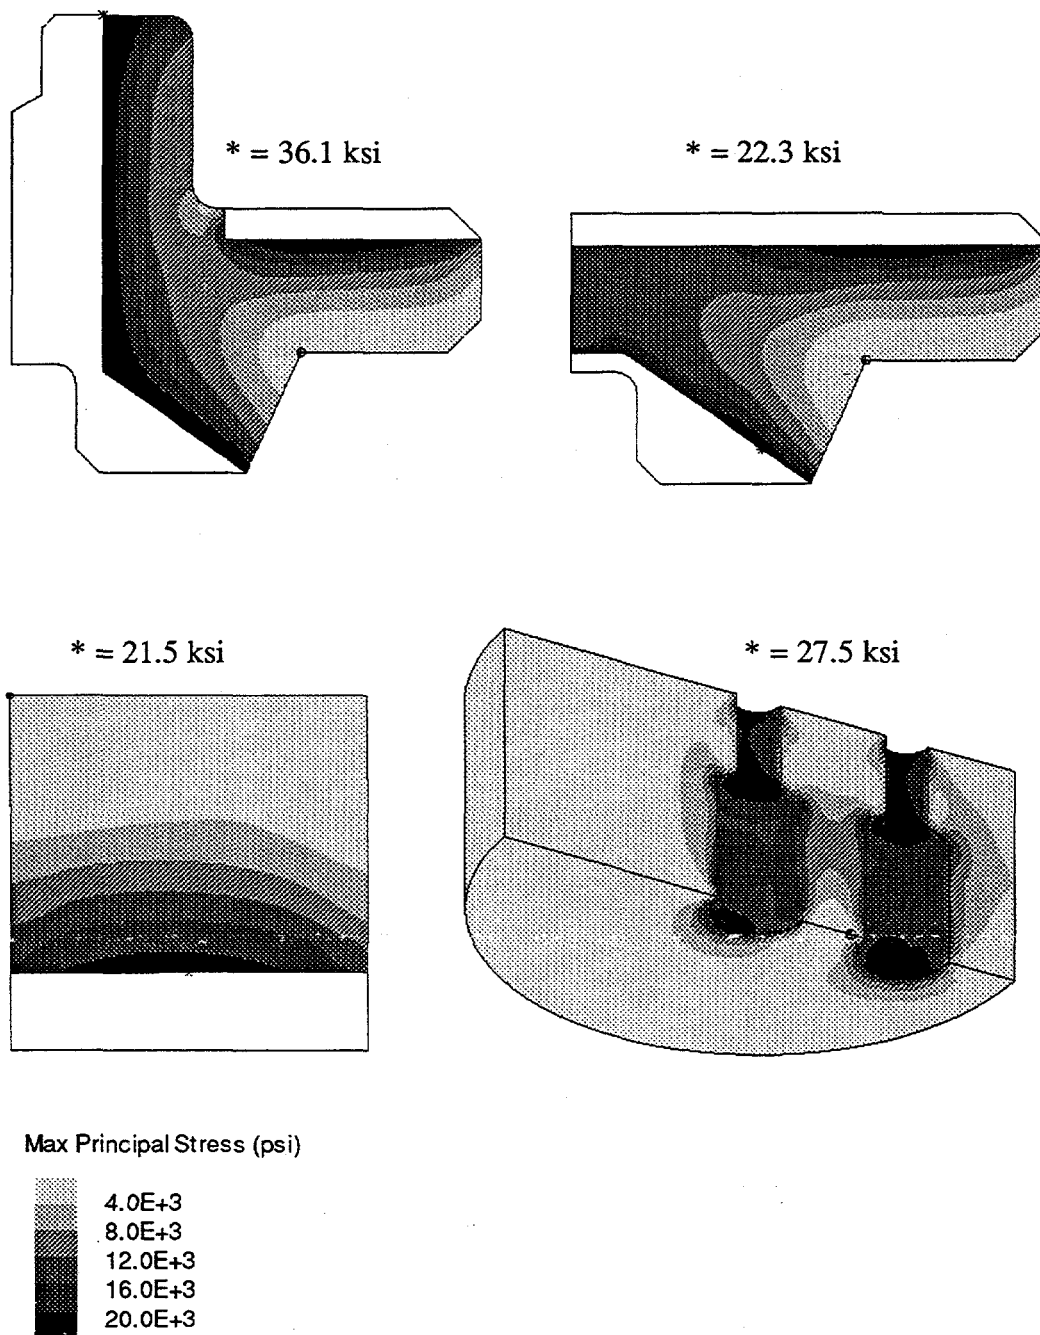 * = 36.1 ksi
* = 22.3 ksi
* = 21.5 ksi
* = 27.5 ksi
Max Principal Stress (psi)
4.0E+3
8.0E+3
12.0E+3
16.0E+3
20.0E+3